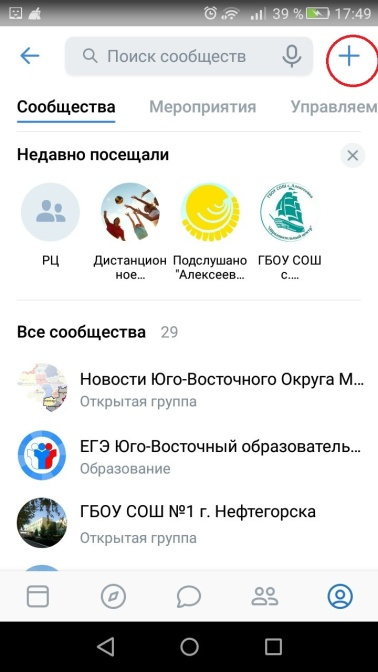 39 % 17:49
Поиск сообществ
Сообщества Мероприятия Управляем
Недавно посещали
РЦ
Дистанцион
ное...
Подслушано
"Алексеев...
ГБОУ СОШ
с....
Все сообщества 29
Новости Юго-Восточного Округа М...
Открытая группа
ЕГЭ Юго-Восточный образователь...
Образование
ГБОУ СОШ №1 г. Нефтегорска
Открытая группа